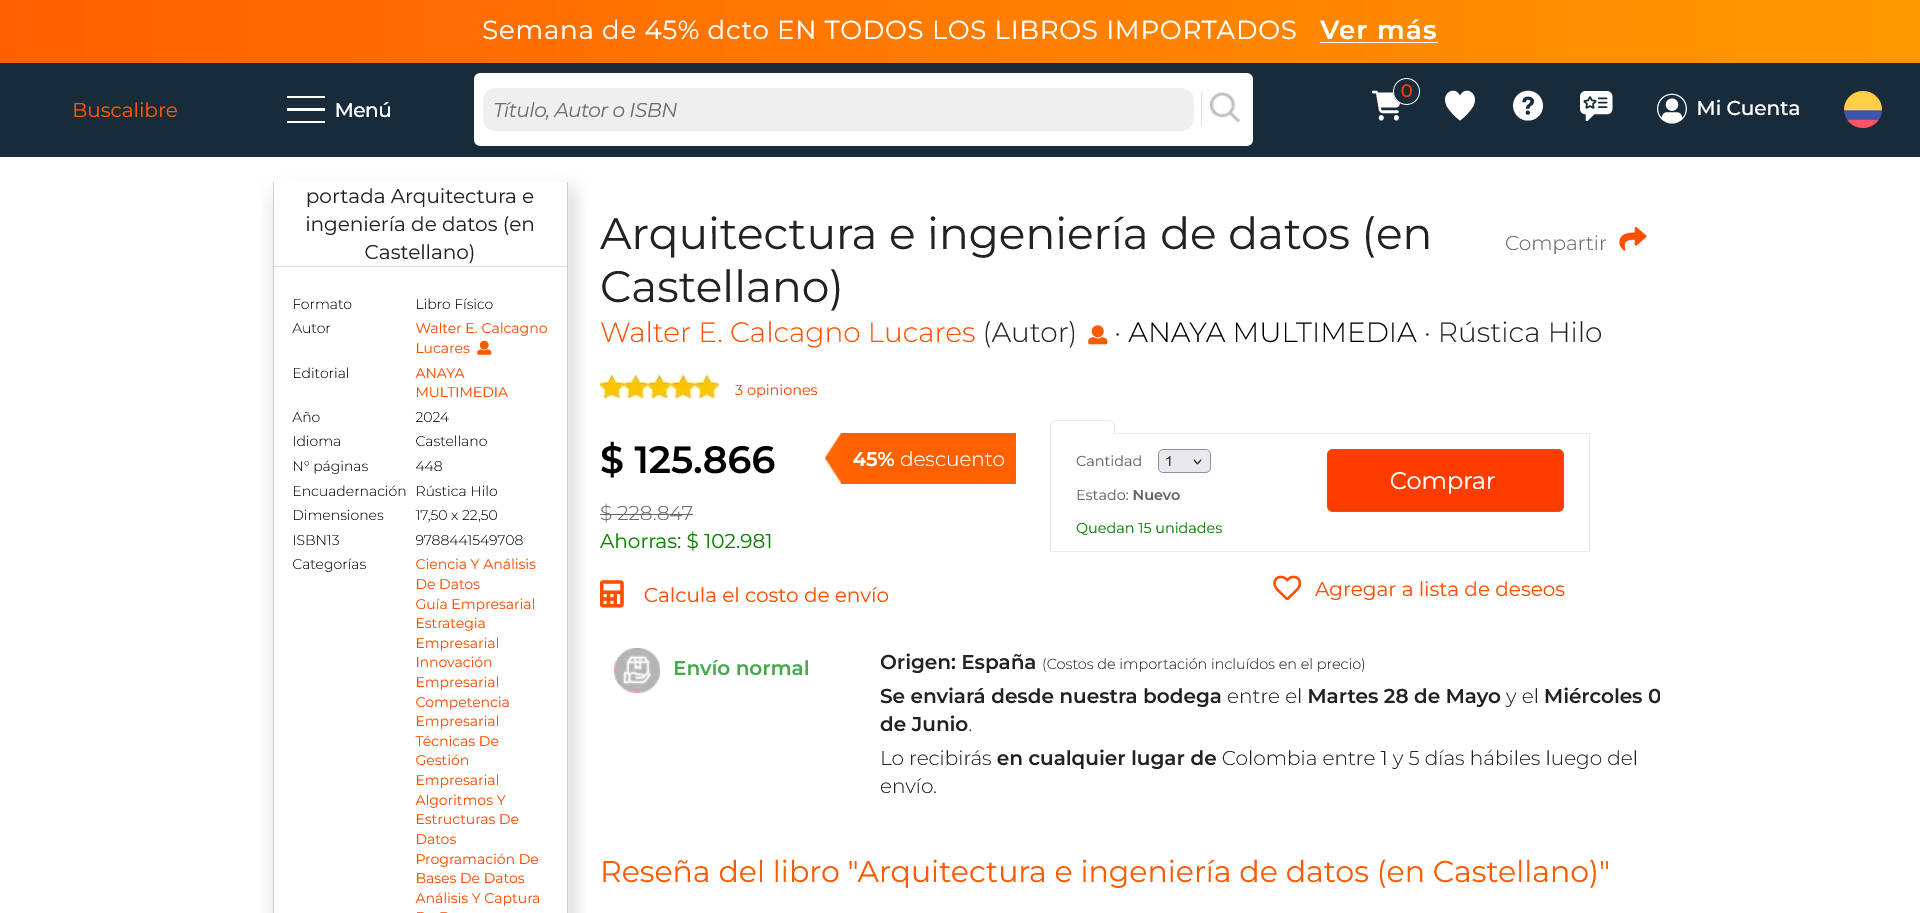 Semana de 45% dcto EN TODOS LOS LIBROS IMPORTADOS Ver más
Buscalibre
Menú
Título, Autor o ISBN
0
Mi Cuenta
portada Arquitectura e
ingeniería de datos (en
Castellano)
Formato Libro Físico
Autor Walter E. Calcagno
Lucares
Editorial ANAYA
MULTIMEDIA
Año 2024
Idioma Castellano
N° páginas 448
Encuadernación Rústica Hilo
Dimensiones 17,50 x 22,50
ISBN13 9788441549708
Categorías Ciencia Y Análisis
De Datos
Guía Empresarial
Estrategia
Empresarial
Innovación
Empresarial
Competencia
Empresarial
Técnicas De
Gestión
Empresarial
Algoritmos Y
Estructuras De
Datos
Programación De
Bases De Datos
Análisis Y Captura
Arquitectura e ingeniería de datos (en
Castellano)
Compartir
Walter E. Calcagno Lucares (Autor) · ANAYA MULTIMEDIA · Rústica Hilo
3 opiniones
$ 125.866
45% descuento
$ 228.847
Ahorras: $ 102.981
Cantidad 1
Estado: Nuevo
Quedan 15 unidades
Comprar
Calcula el costo de envío
Agregar a lista de deseos
Envío normal
Origen: España (Costos de importación incluídos en el precio)
Se enviará desde nuestra bodega entre el Martes 28 de Mayo y el Miércoles 0
de Junio.
Lo recibirás en cualquier lugar de Colombia entre 1 y 5 días hábiles luego del
envío.
Reseña del libro "Arquitectura e ingeniería de datos (en Castellano)"